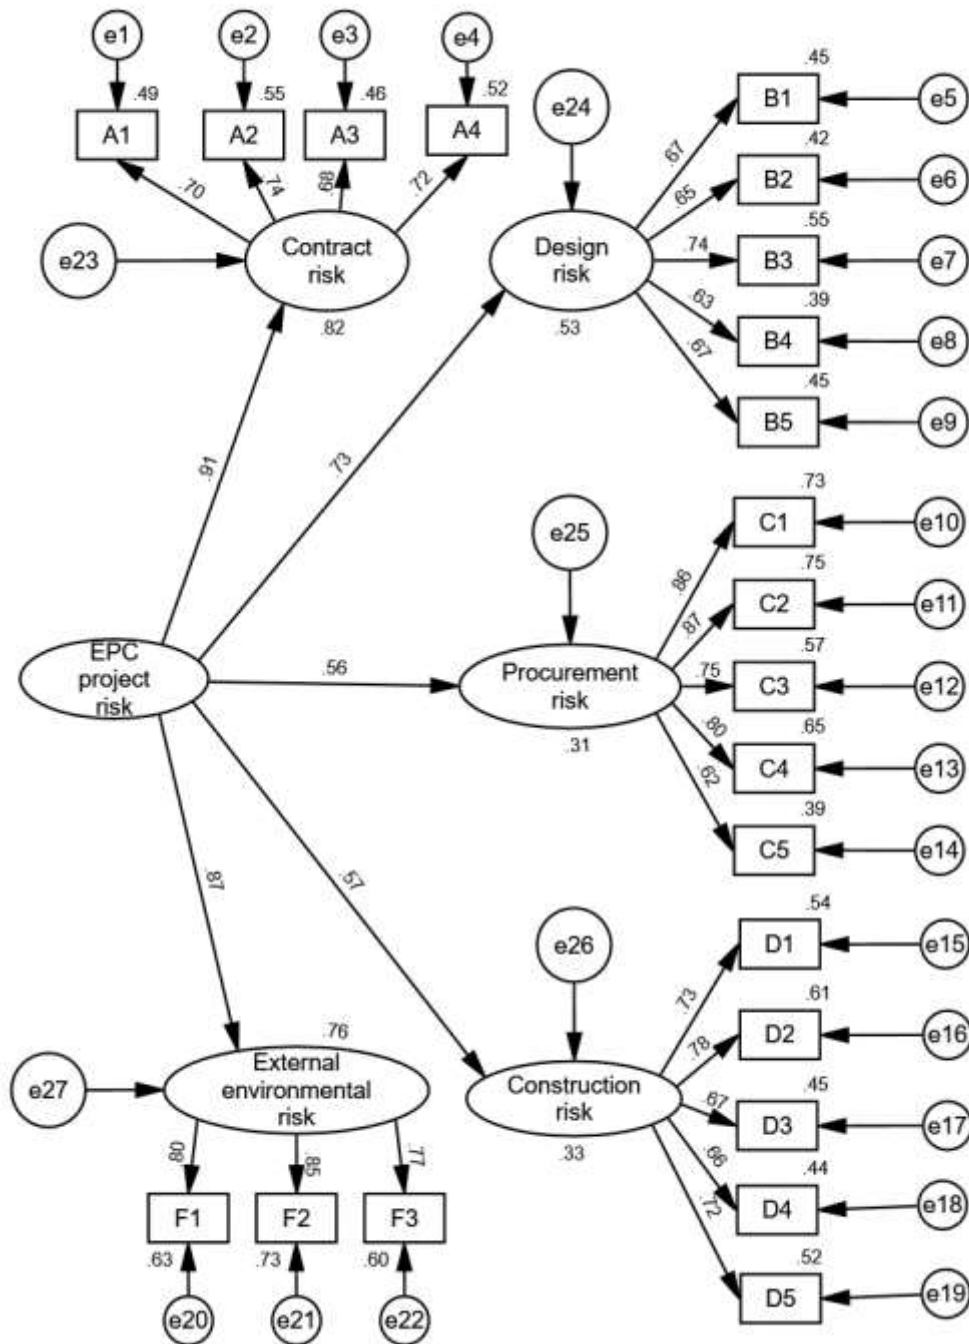 e1
e2
e3
e4
.49
.55
.46
.52
A1
A2
A3
A4
.70
.74
.68
.72
e23
Contract
risk
.82
e24
Design
risk
.53
.45
B1
e5
.67
.42
B2
e6
.65
.55
B3
e7
.74
.39
B4
e8
.63
.45
B5
e9
.67
.91
.73
e25
.73
C1
e10
.86
.75
C2
e11
.87
.57
C3
e12
.75
.65
C4
e13
.80
.39
C5
e14
.62
EPC
project
risk
.56
Procurement
risk
.31
.87
.57
e26
.54
D1
e15
.73
.61
D2
e16
.78
.45
D3
e17
.67
.44
D4
e18
.66
.52
D5
e19
.72
Construction
risk
.33
.76
e27
External
environmental
risk
.80
.85
.77
F1
F2
F3
.63
.73
.60
e20
e21
e22